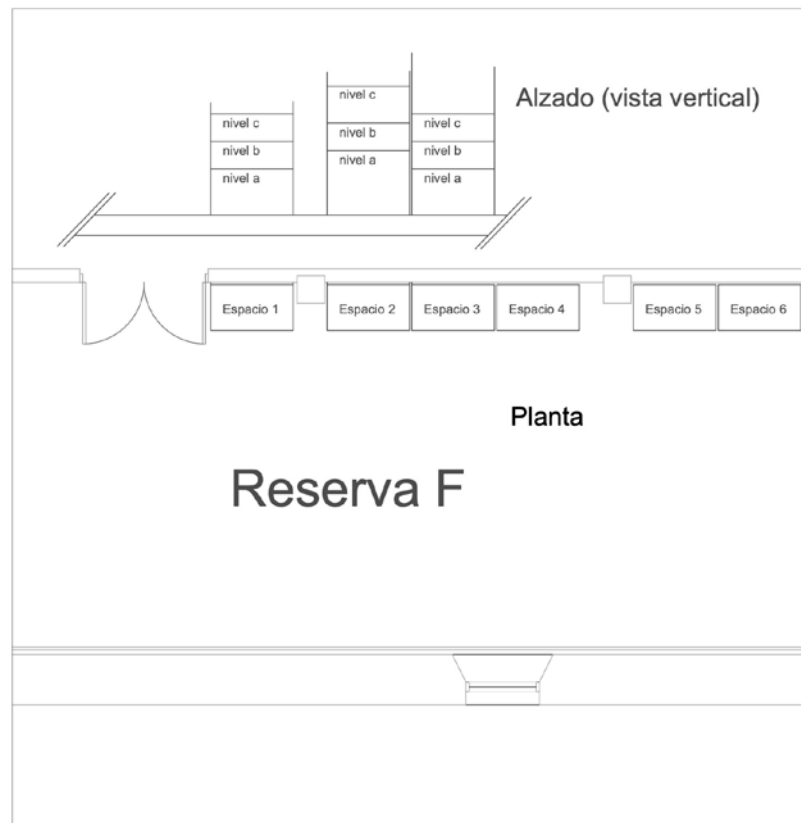 Alzado (vista vertical)
nivel c
nivel b
nivel a
nivel c
nivel b
nivel a
nivel c
nivel b
nivel a
Espacio 1
Espacio 2
Espacio 3
Espacio 4
Espacio 5
Espacio 6
Planta
Reserva F